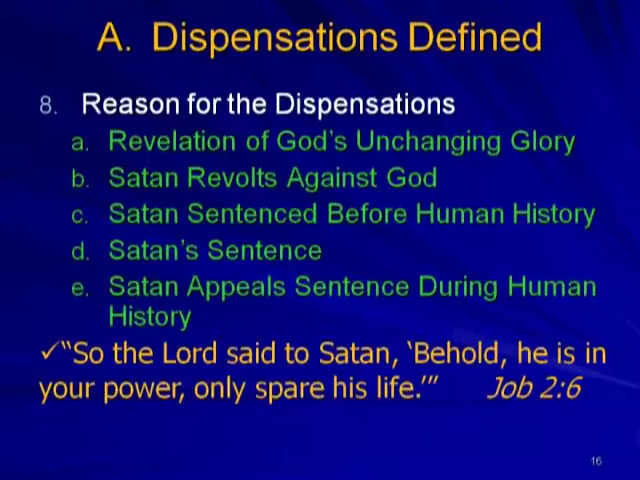 A. Dispensations Defined
8. Reason for the Dispensations
a. Revelation of God's Unchanging Glory
b. Satan Revolts Against God
c. Satan Sentenced Before Human History
d. Satan's Sentence
e. Satan Appeals Sentence During Human
History
✓“So the Lord said to Satan, ‘Behold, he is in
your power, only spare his life.’” Job 2:6
16